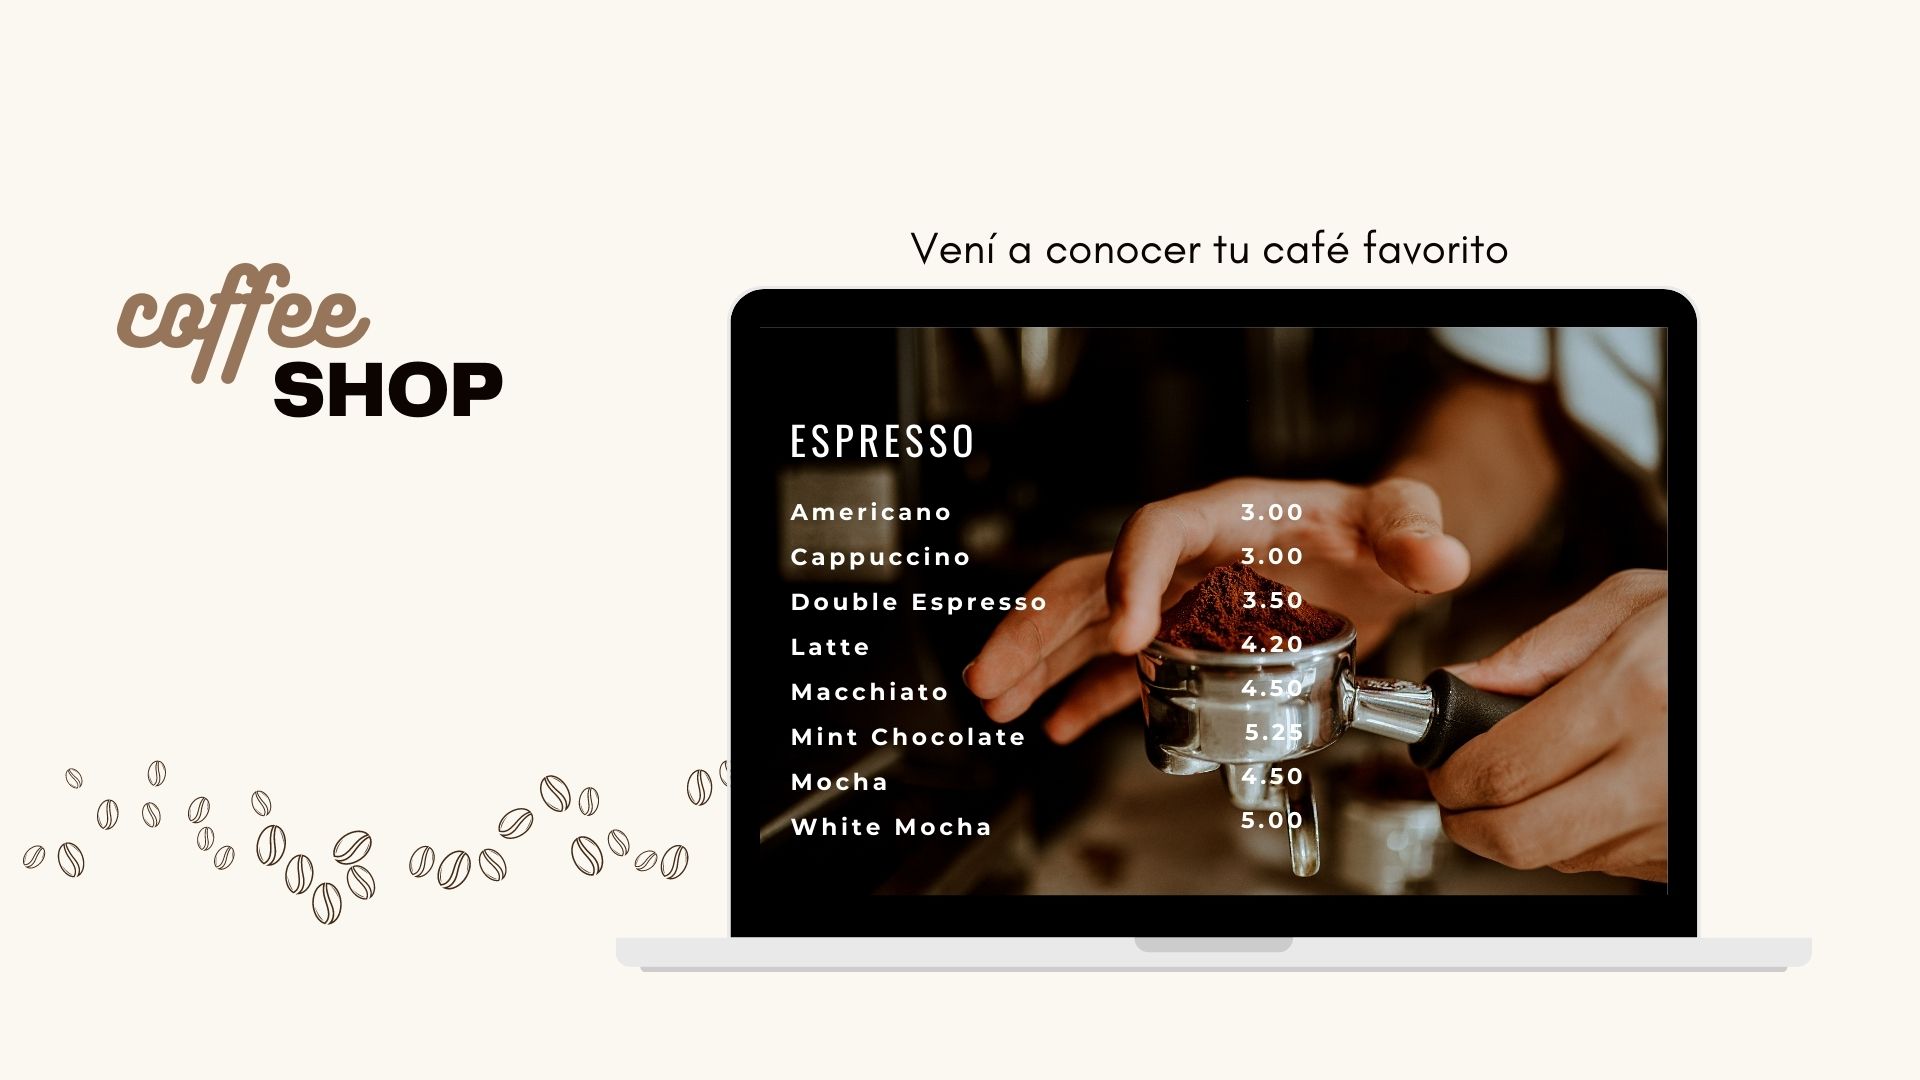 coffee
SHOP
Vení a conocer tu café favorito
ESPRESSO
Americano 3.00
Cappuccino 3.00
Double Espresso 3.50
Latte 4.20
Macchiato 4.50
Mint Chocolate 5.25
Mocha 4.50
White Mocha 5.00